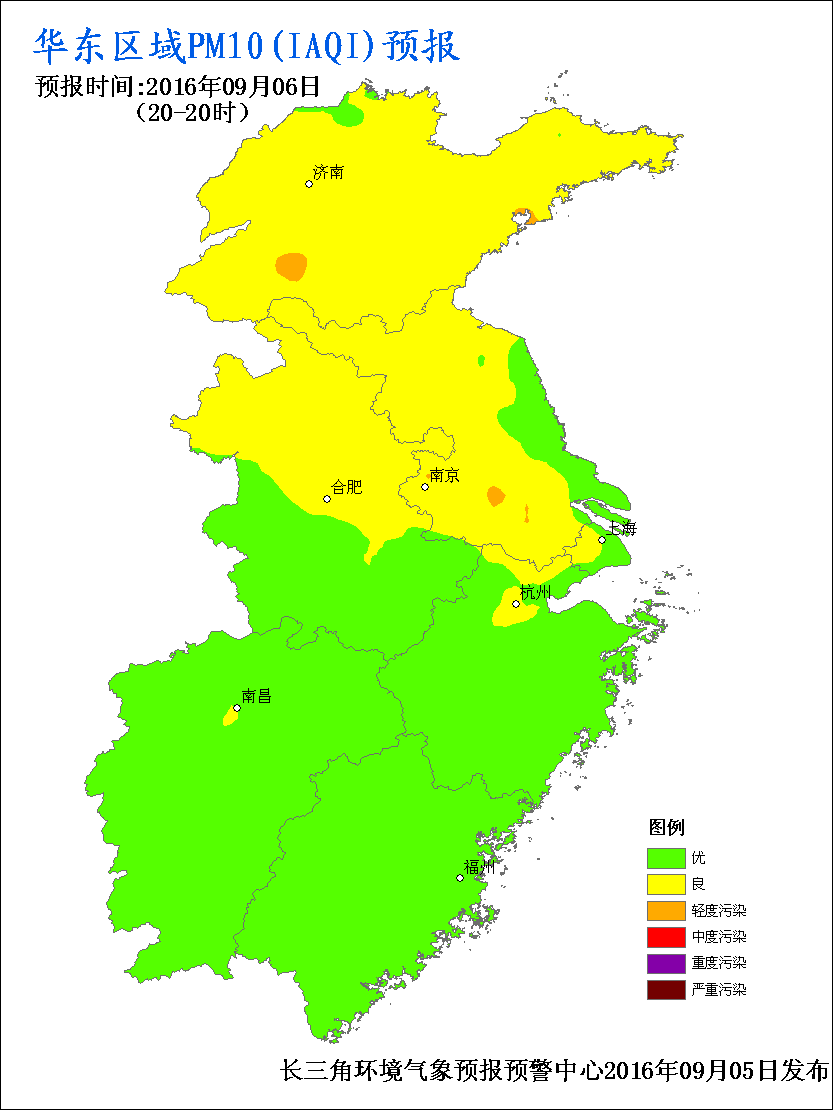 华东区域PM10(IAQI)预报
预报时间:2016年09月06日
(20-20时)
济南
南京
合肥
上海
杭州
南昌
福州
图例
优
良
轻度污染
中度污染
重度污染
严重污染
长三角环境气象预报预警中心2016年09月05日发布